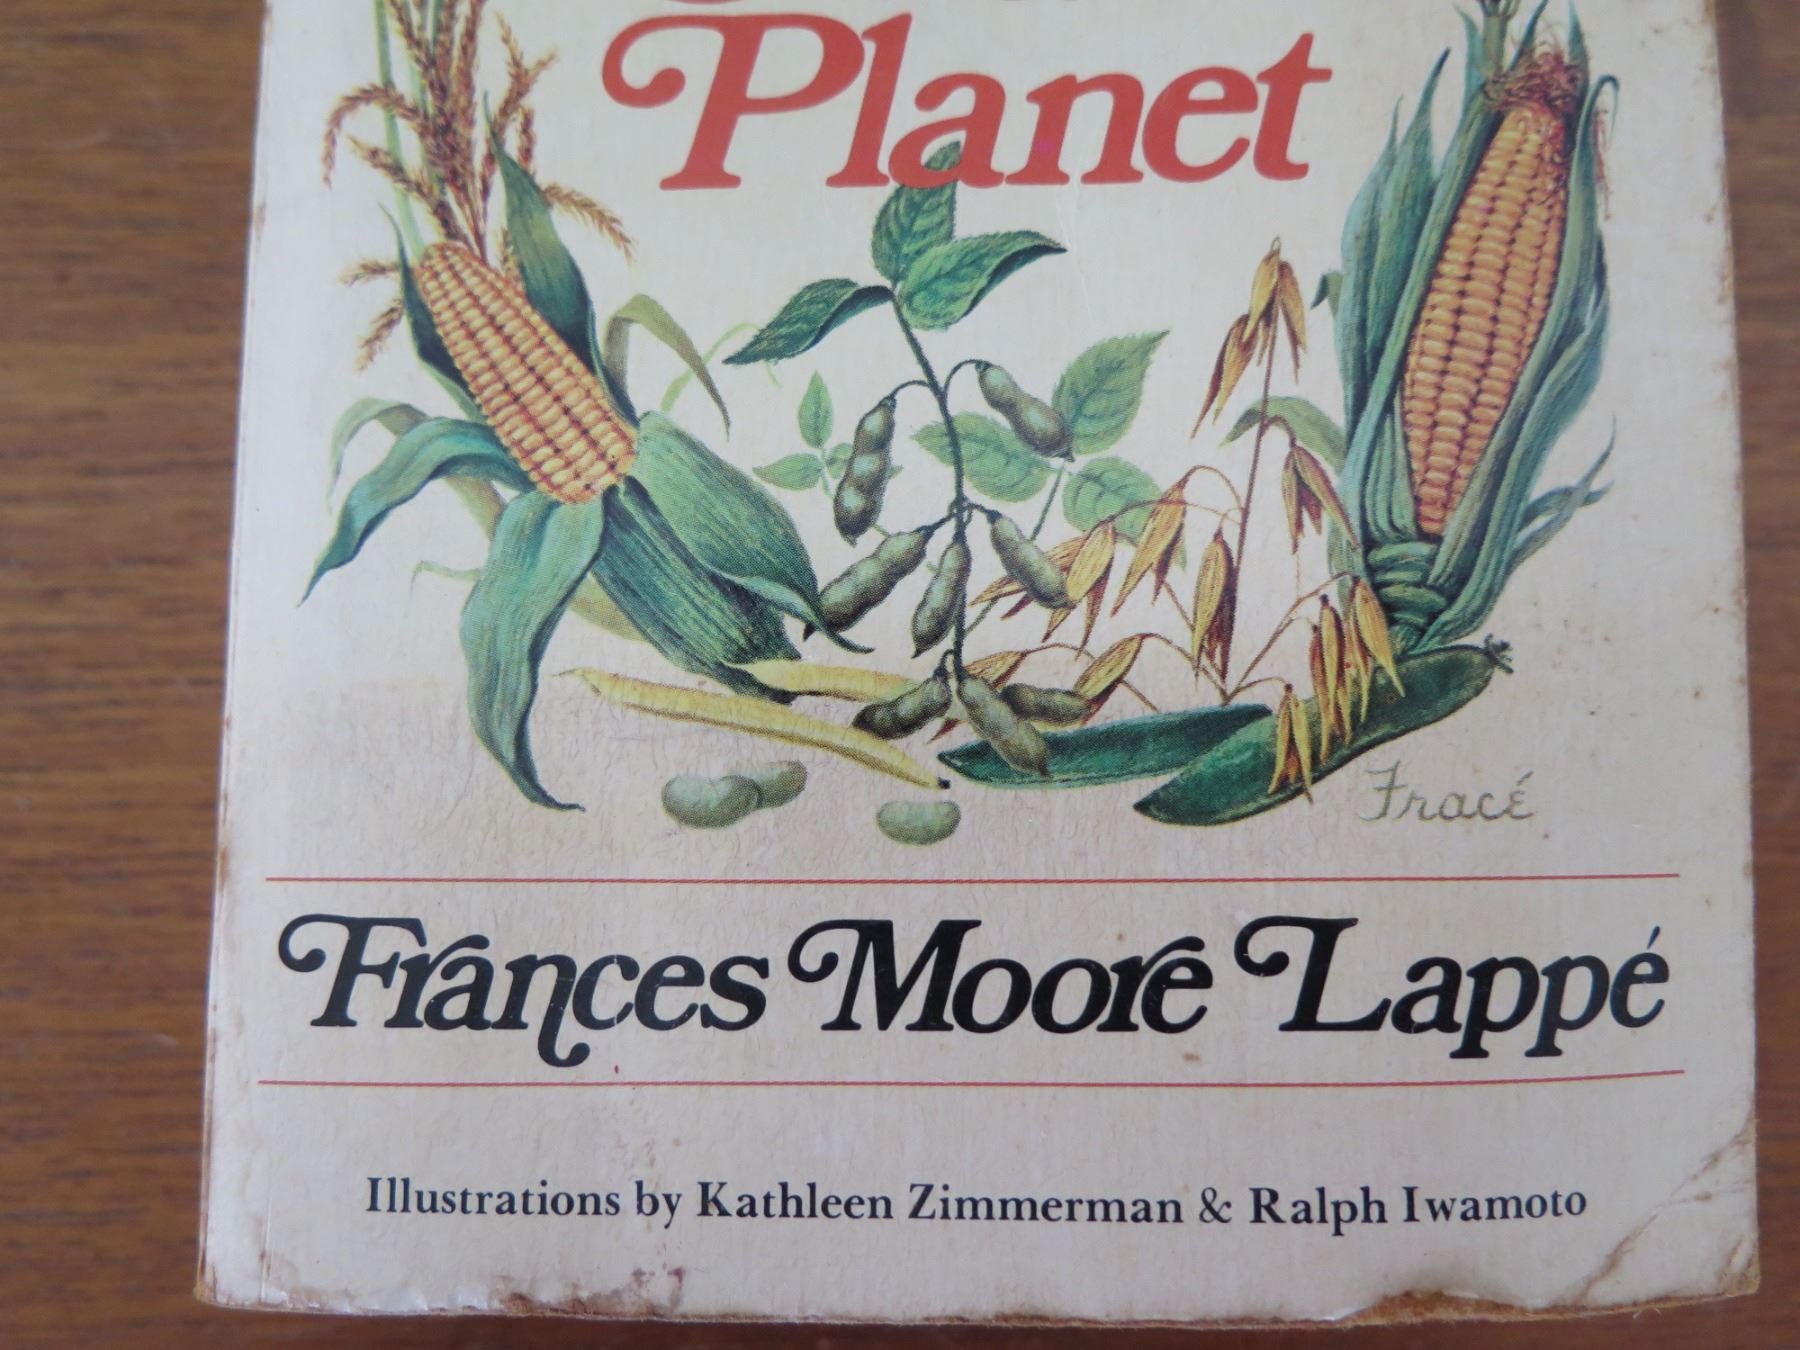 Planet
Fracé
Frances Moore Lappé
Illustrations by Kathleen Zimmerman & Ralph Iwamoto